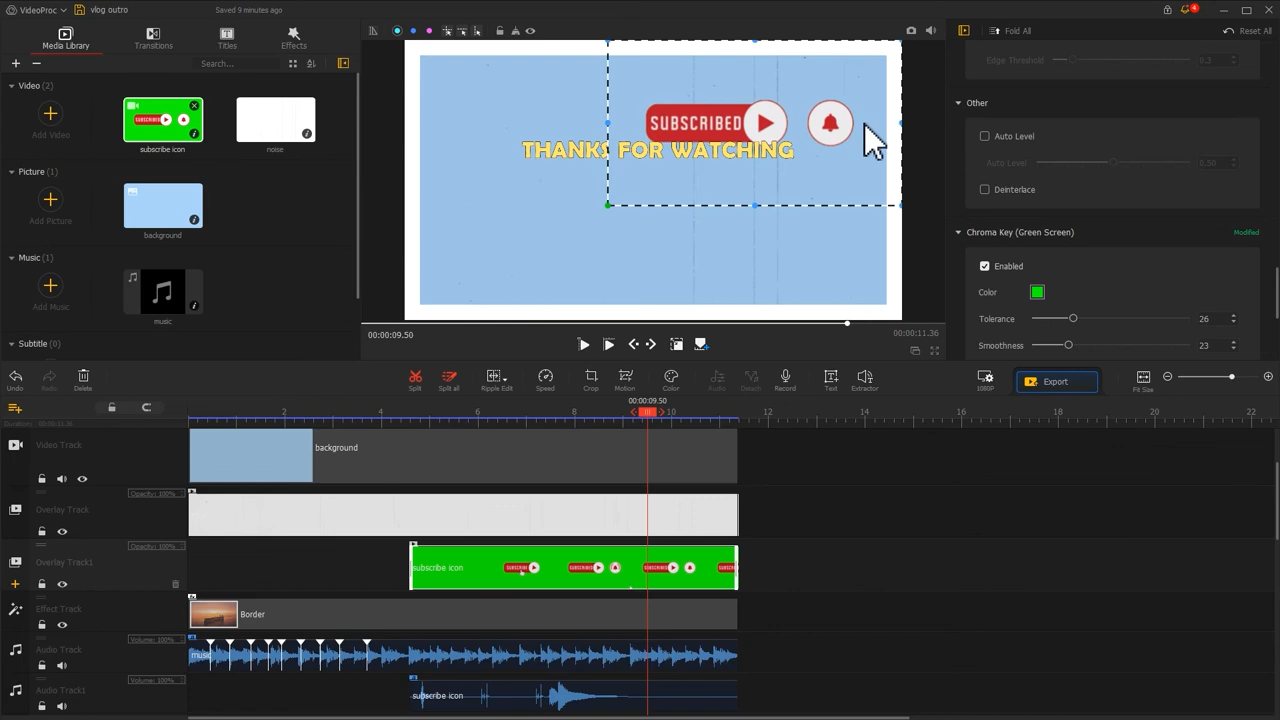 VideoProc
vlog outro
Saved 9 minutes ago
4
Media Library
Transitions
Titles
Effects
Search...
Video (2)
Add Video
SUBSCRIBED
subscribe icon
noise
Picture (1)
Add Picture
background
Music (1)
Add Music
music
Subtitle (0)
SUBSCRIBED
THANKS FOR WATCHING
00:00:09.50
00:00:11.36
Fold All
Reset All
Edge Threshold
0.3
Other
Auto Level
Auto Level
0.50
Deinterlace
Chroma Key (Green Screen)
Modified
Enabled
Color
Tolerance
26
Smoothness
23
Undo
Redo
Delete
Split
Split all
Ripple Edit
Speed
Crop
Motion
Color
Audio
Detach
Record
Text
Extractor
1080P
Export
Fit Size
00:00:09.50
2
4
6
8
10
12
14
16
18
20
22
Duration: 00:00:11.36
Video Track
background
Opacity: 100%
Overlay Track
Opacity: 100%
Overlay Track1
subscribe icon
SUBSCRIBE
SUBSCRIBED
SUBSCRIBED
Effect Track
Border
Volume: 100%
Audio Track
music
Volume: 100%
Audio Track1
subscribe icon